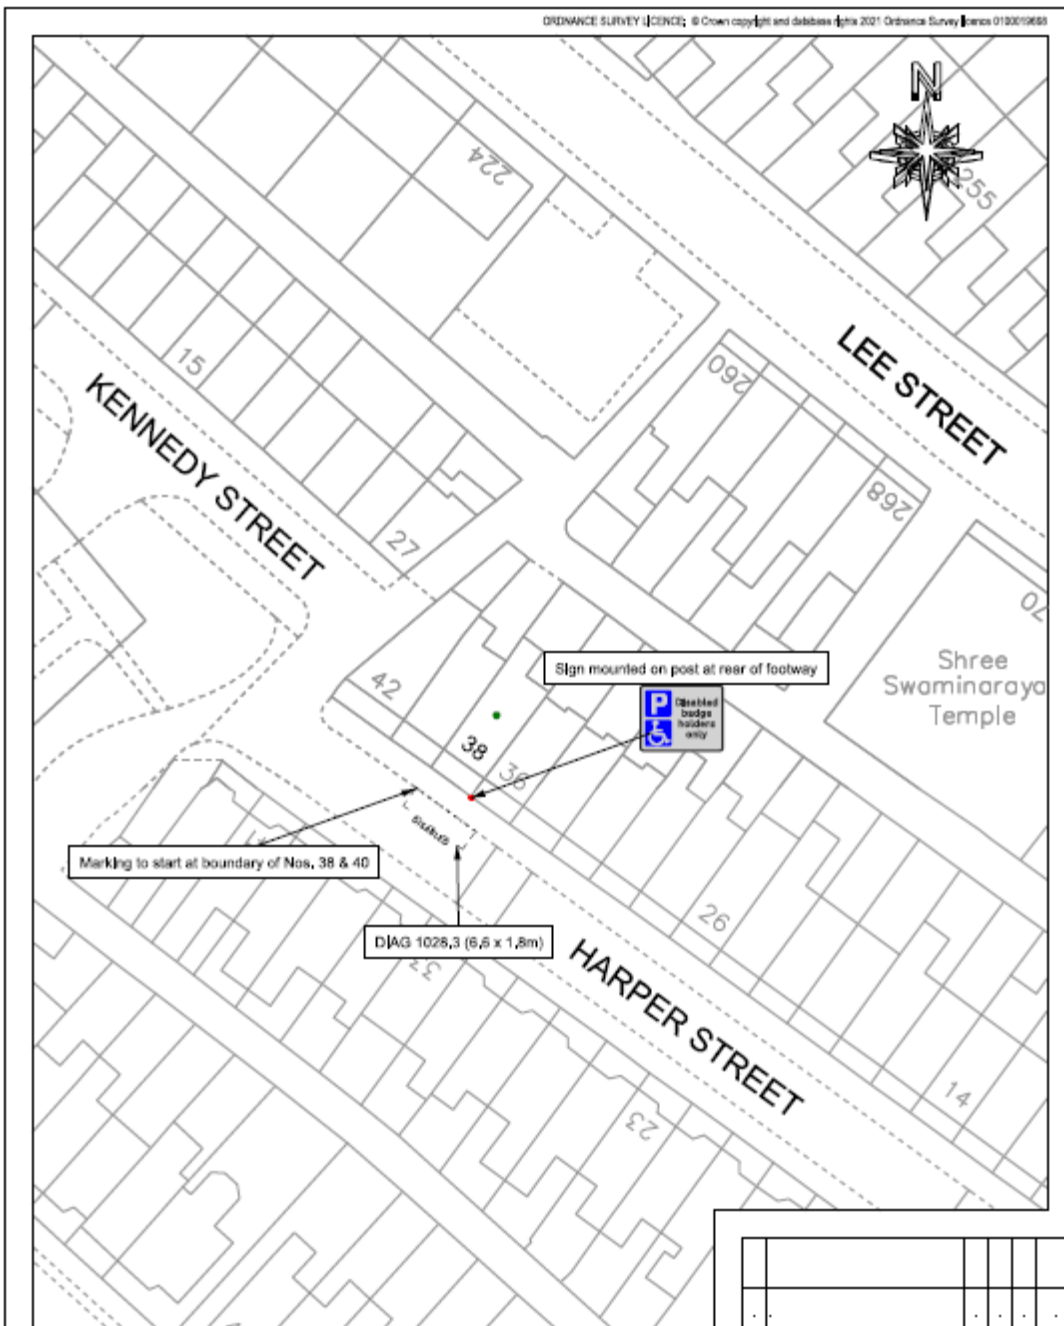 ORDNANCE SURVEY LICENCE; © Crown copyright and database rights 2021 Ordnance Survey licence 0100019668
N
224
255
LEE STREET
15
260
KENNEDY STREET
268
27
70
Sign mounted on post at rear of footway
Shree
Swaminaraya
Temple
42
P
Disabled
badge
holders
only
38
36
DISABLED
Marking to start at boundary of Nos. 38 & 40
26
DIAG 1028.3 (6.6 x 1.8m)
33
HARPER STREET
14
23